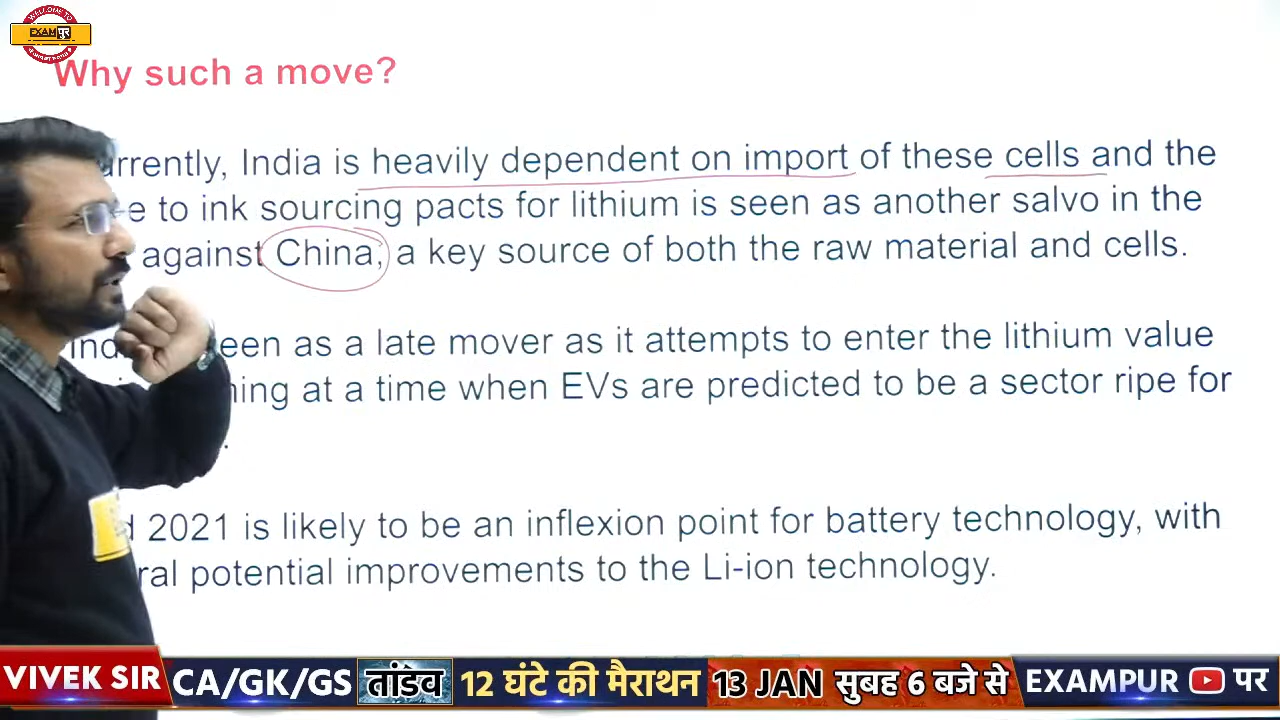 WELCOME TO
EXAMपुर
Why such a move?
rrently, India is heavily dependent on import of these cells and the
e to ink sourcing pacts for lithium is seen as another salvo in the
against China, a key source of both the raw material and cells.
Ind een as a late mover as it attempts to enter the lithium value
ning at a time when EVs are predicted to be a sector ripe for
.
d 2021 is likely to be an inflexion point for battery technology, with
ral potential improvements to the Li-ion technology.
VIVEK SIR CA/GK/GS तांडव 12 घंटे की मैराथन 13 JAN सुबह 6 बजे से EXAMPUR पर